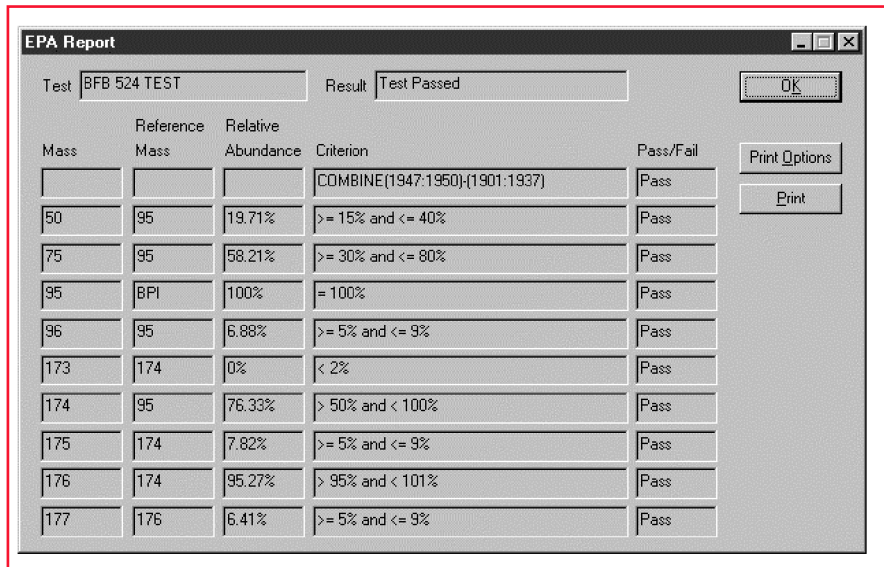 EPA Report
Test BFB 524 TEST Result Test Passed OK
Reference Relative
Mass Mass Abundance Criterion Pass/Fail Print Options
COMBINE(1947:1950)-(1901:1937) Pass Print
50 95 19.71% >= 15% and <= 40% Pass
75 95 58.21% >= 30% and <= 80% Pass
95 BPI 100% = 100% Pass
96 95 6.88% >= 5% and <= 9% Pass
173 174 0% < 2% Pass
174 95 76.33% > 50% and < 100% Pass
175 174 7.82% >= 5% and <= 9% Pass
176 174 95.27% > 95% and < 101% Pass
177 176 6.41% >= 5% and <= 9% Pass